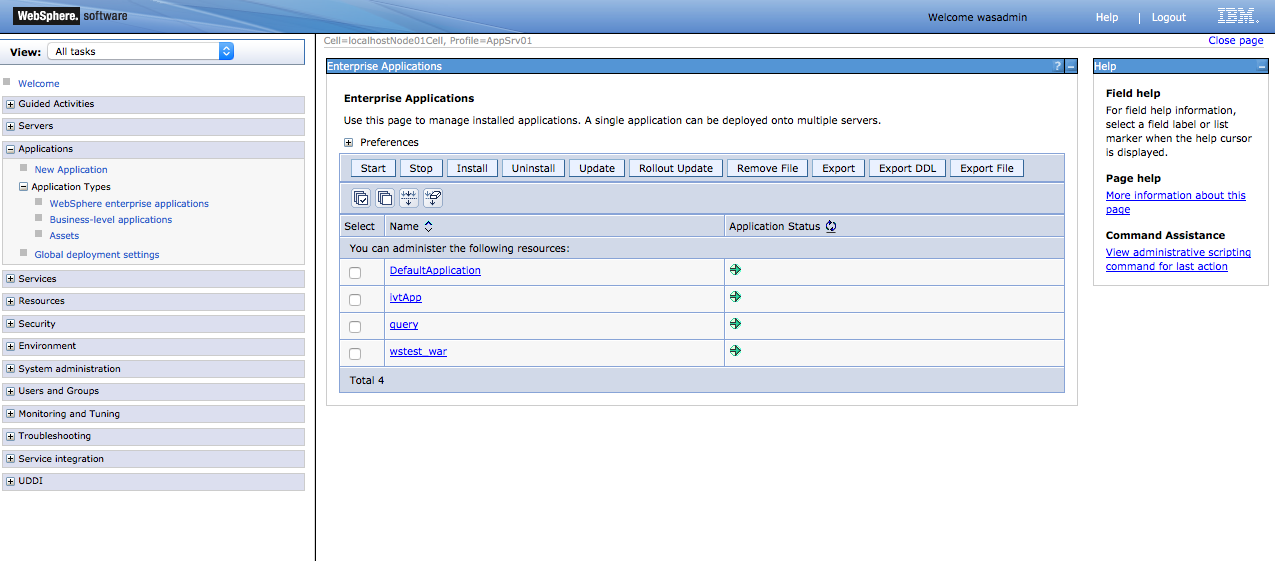 WebSphere. software
Welcome wasadmin
Help | Logout
IBM.
View: All tasks
Cell=localhostNode01Cell, Profile=AppSrv01
Close page
Welcome
Guided Activities
Servers
Applications
New Application
Application Types
WebSphere enterprise applications
Business-level applications
Assets
Global deployment settings
Services
Resources
Security
Environment
System administration
Users and Groups
Monitoring and Tuning
Troubleshooting
Service integration
UDDI
Enterprise Applications
? –
Enterprise Applications
Use this page to manage installed applications. A single application can be deployed onto multiple servers.
Preferences
Start Stop Install Uninstall Update Rollout Update Remove File Export Export DDL Export File
Select Name Application Status
You can administer the following resources:
DefaultApplication
ivtApp
query
wstest_war
Total 4
Help
Field help
For field help information,
select a field label or list
marker when the help cursor
is displayed.
Page help
More information about this
page
Command Assistance
View administrative scripting
command for last action